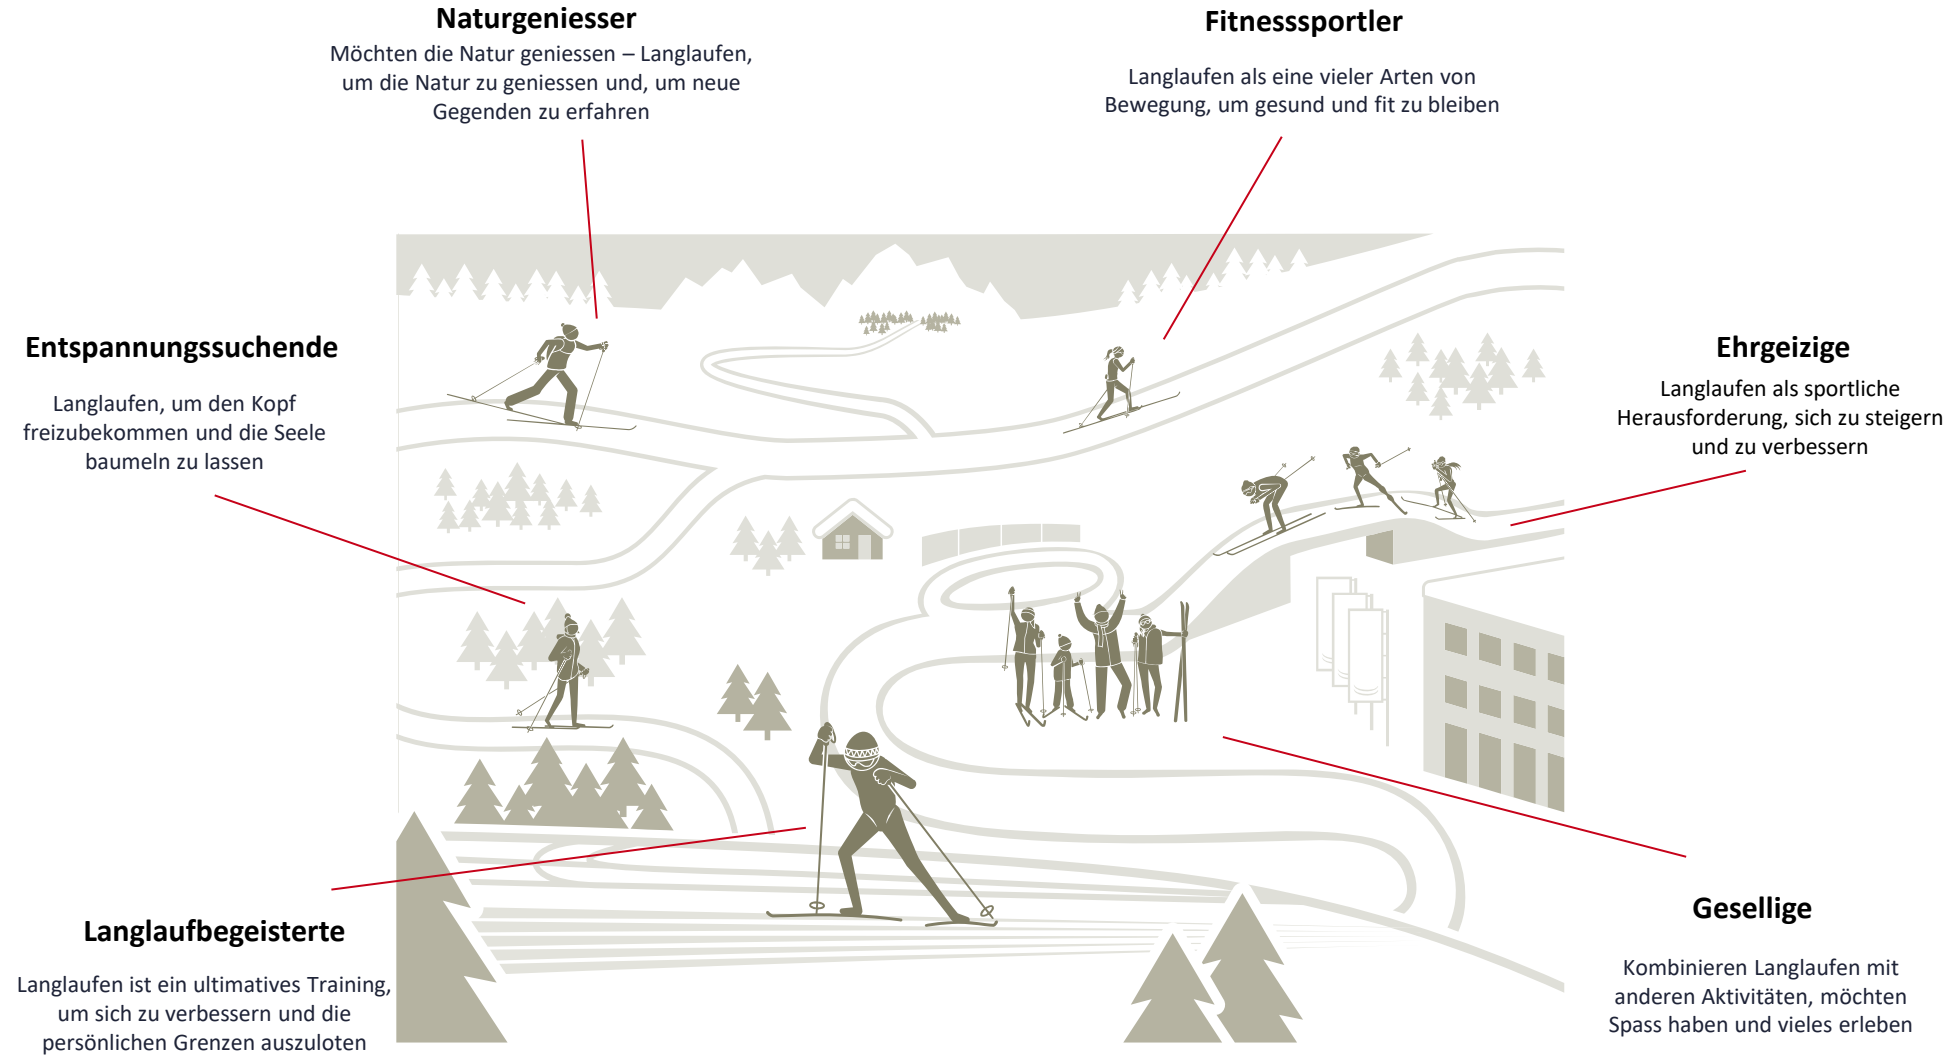 Naturgeniesser
Möchten die Natur geniessen – Langlaufen,
um die Natur zu geniessen und, um neue
Gegenden zu erfahren
Fitnesssportler
Langlaufen als eine vieler Arten von
Bewegung, um gesund und fit zu bleiben
Entspannungssuchende
Langlaufen, um den Kopf
freizubekommen und die Seele
baumeln zu lassen
Ehrgeizige
Langlaufen als sportliche
Herausforderung, sich zu steigern
und zu verbessern
Langlaufbegeisterte
Langlaufen ist ein ultimatives Training,
um sich zu verbessern und die
persönlichen Grenzen auszuloten
Gesellige
Kombinieren Langlaufen mit
anderen Aktivitäten, möchten
Spass haben und vieles erleben